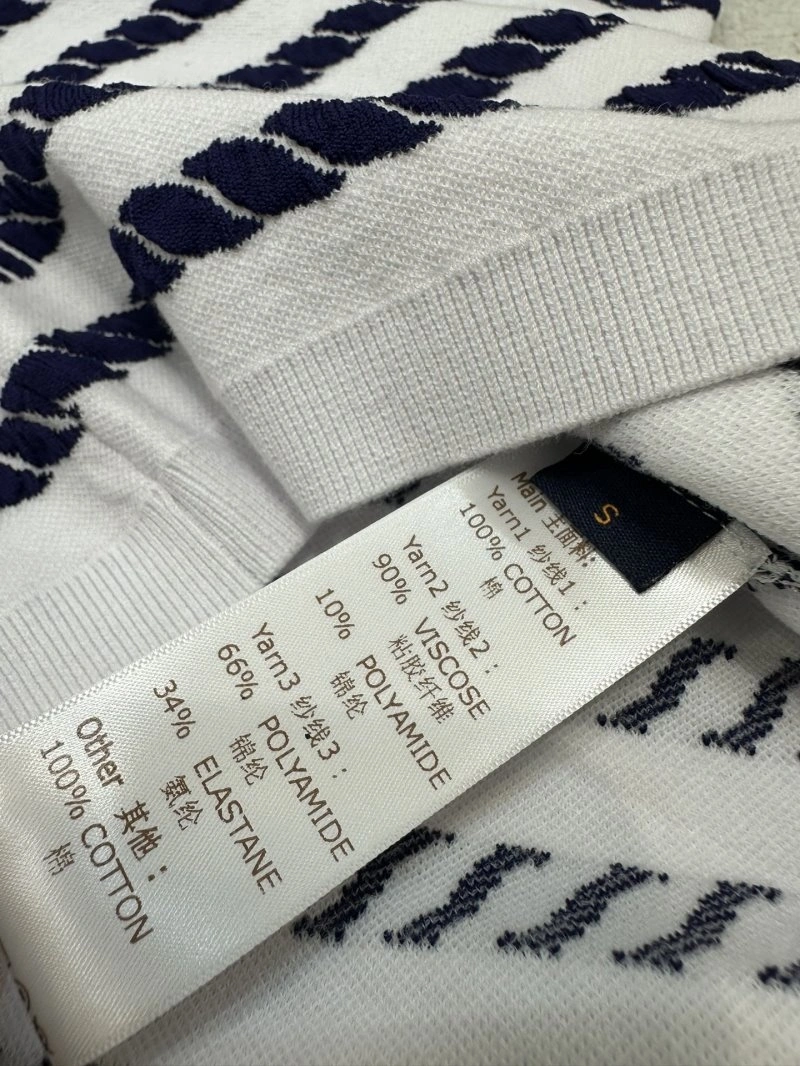 S
Main 主面料:
Yarn1 纱线1:
100% COTTON
棉
Yarn2 纱线2:
90% VISCOSE
粘胶纤维
10% POLYAMIDE
锦纶
Yarn3 纱线3:
66% POLYAMIDE
锦纶
34% ELASTANE
氨纶
Other 其他:
100% COTTON
棉